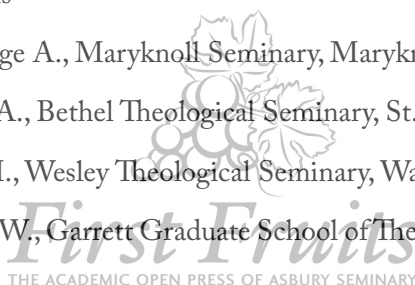 ge A., Maryknoll Seminary, Marykn
A., Bethel Theological Seminary, St.
I., Wesley Theological Seminary, Wa
W., Garrett Graduate School of The
First Fruits
THE ACADEMIC OPEN PRESS OF ASBURY SEMINARY